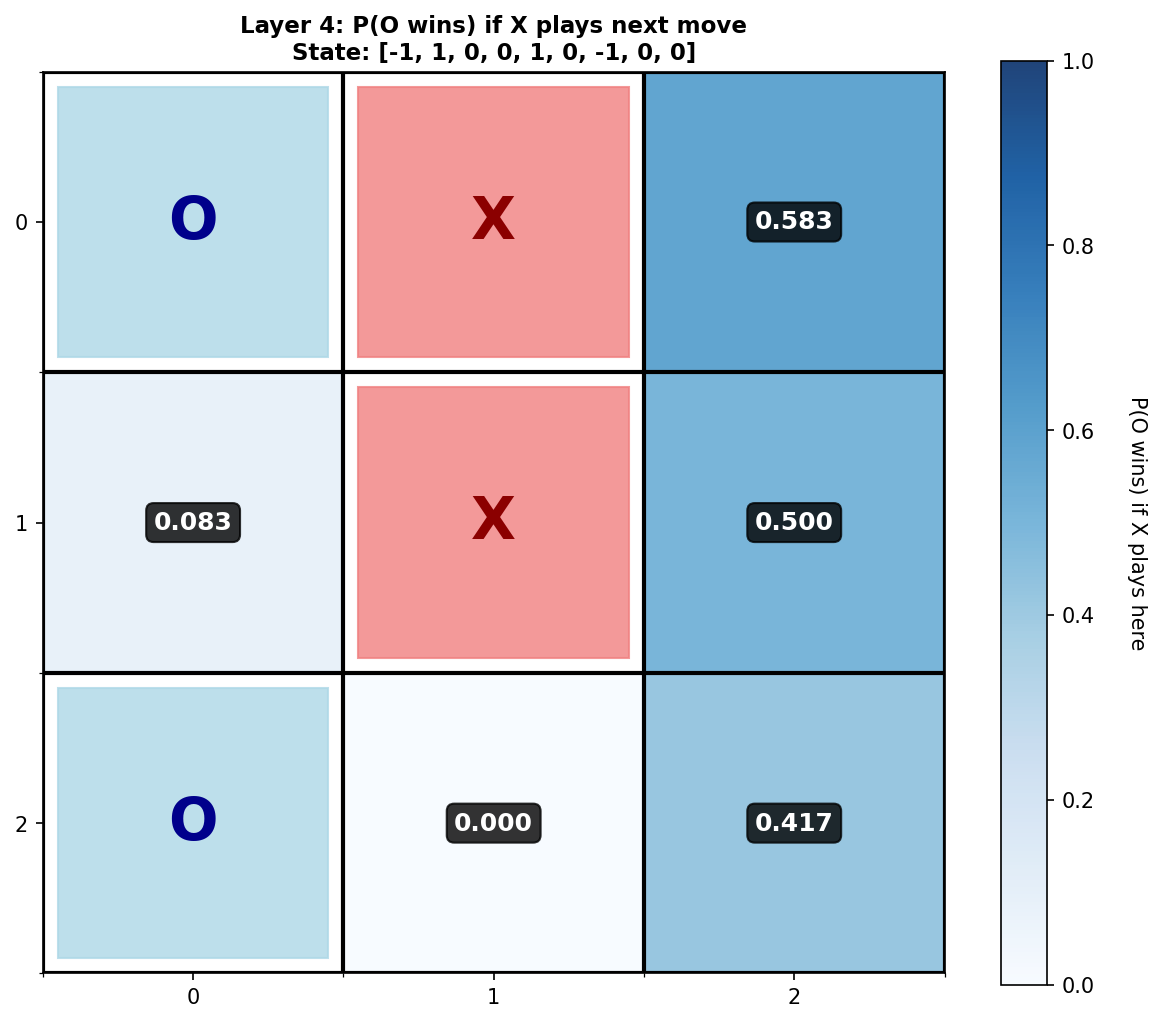 Layer 4: P(O wins) if X plays next move
State: [-1, 1, 0, 0, 1, 0, -1, 0, 0]
O
X
0.583
0.083
X
0.500
O
0.000
0.417
0
1
2
0
1
2
1.0
0.8
0.6
0.4
0.2
0.0
P(O wins) if X plays here